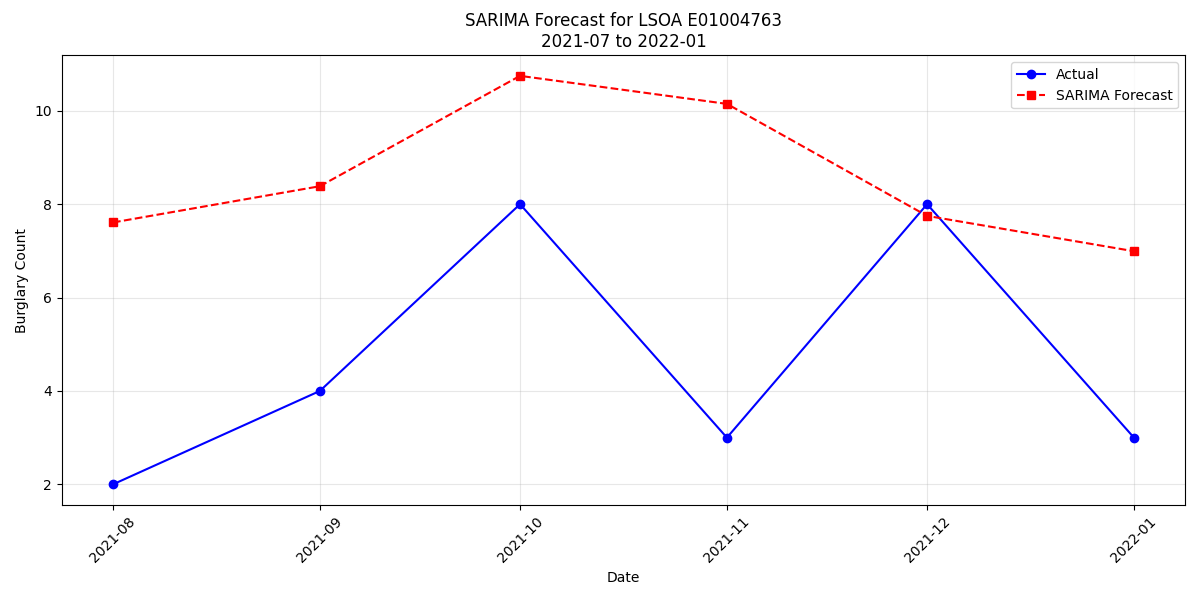 SARIMA Forecast for LSOA E01004763
2021-07 to 2022-01
Actual
SARIMA Forecast
Burglary Count
10
8
6
4
2
2021-08
2021-09
2021-10
2021-11
2021-12
2022-01
Date